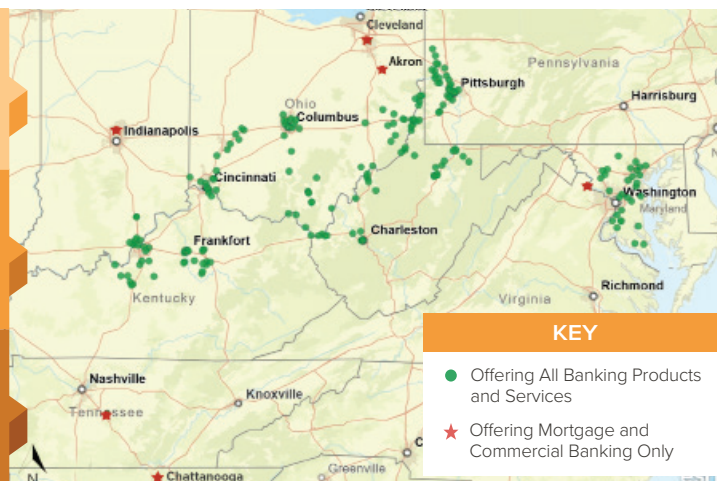 Cleveland
Akron
Pennsylvania
Pittsburgh
Harrisburg
Ohio
Columbus
Indianapolis
Cincinnati
Washington
Maryland
Frankfort
Charleston
Kentucky
Virginia
Richmond
Nashville
Tennessee
Knoxville
Chattanooga
Greenville
N
KEY
Offering All Banking Products
and Services
Offering Mortgage and
Commercial Banking Only